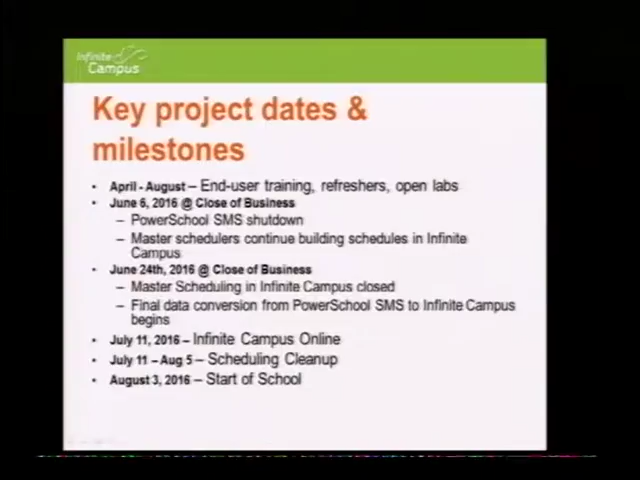 Infinite
Campus
Key project dates &
milestones
• April - August – End-user training, refreshers, open labs
• June 6, 2016 @ Close of Business
– PowerSchool SMS shutdown
– Master schedulers continue building schedules in Infinite
Campus
• June 24th, 2016 @ Close of Business
– Master Scheduling in Infinite Campus closed
– Final data conversion from PowerSchool SMS to Infinite Campus
begins
• July 11, 2016 – Infinite Campus Online
• July 11 – Aug 5 – Scheduling Cleanup
• August 3, 2016 – Start of School